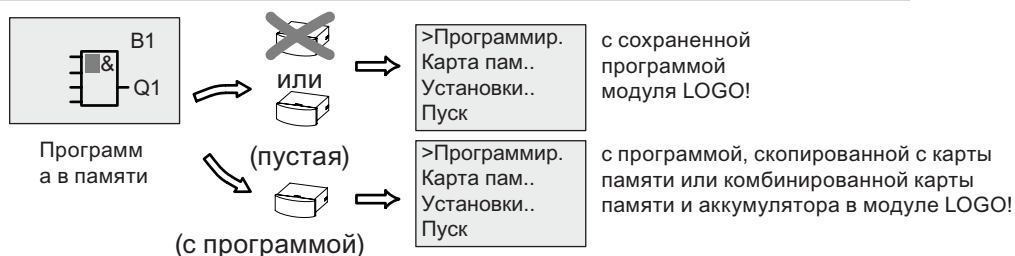 B1
&
Q1
Программ
а в памяти
или
(пустая)
(с программой)
>Программир.
Карта пам..
Установки..
Пуск
с сохраненной
программой
модуля LOGO!
>Программир.
Карта пам..
Установки..
Пуск
с программой, скопированной с карты
памяти или комбинированной карты
памяти и аккумулятора в модуле LOGO!